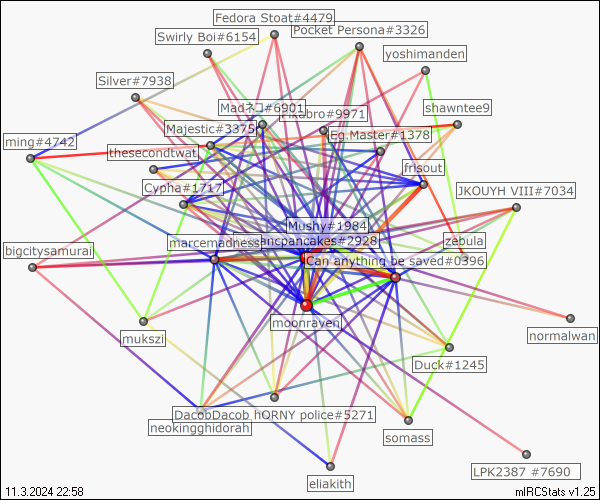 Fedora Stoat#4479
Pocket Persona#3326
Swirly Boi#6154
yoshimanden
Silver#7938
Madネコ#6901
Pikabro#9971
shawntee9
Majestic#3375
Eg.Master#1378
ming#4742
thesecondtwat
frisout
Cypha#1717
JKOUYH VIII#7034
Mushy#1984
marcemadness
ancpancakes#2928
zebula
bigcitysamurai
Can anything be saved#0396
moonraven
normalwan
mukszi
Duck#1245
DacobDacob hORNY police#5271
neokingghidorah
somass
LPK2387 #7690
eliakith
11.3.2024 22:58
mIRCStats v1.25